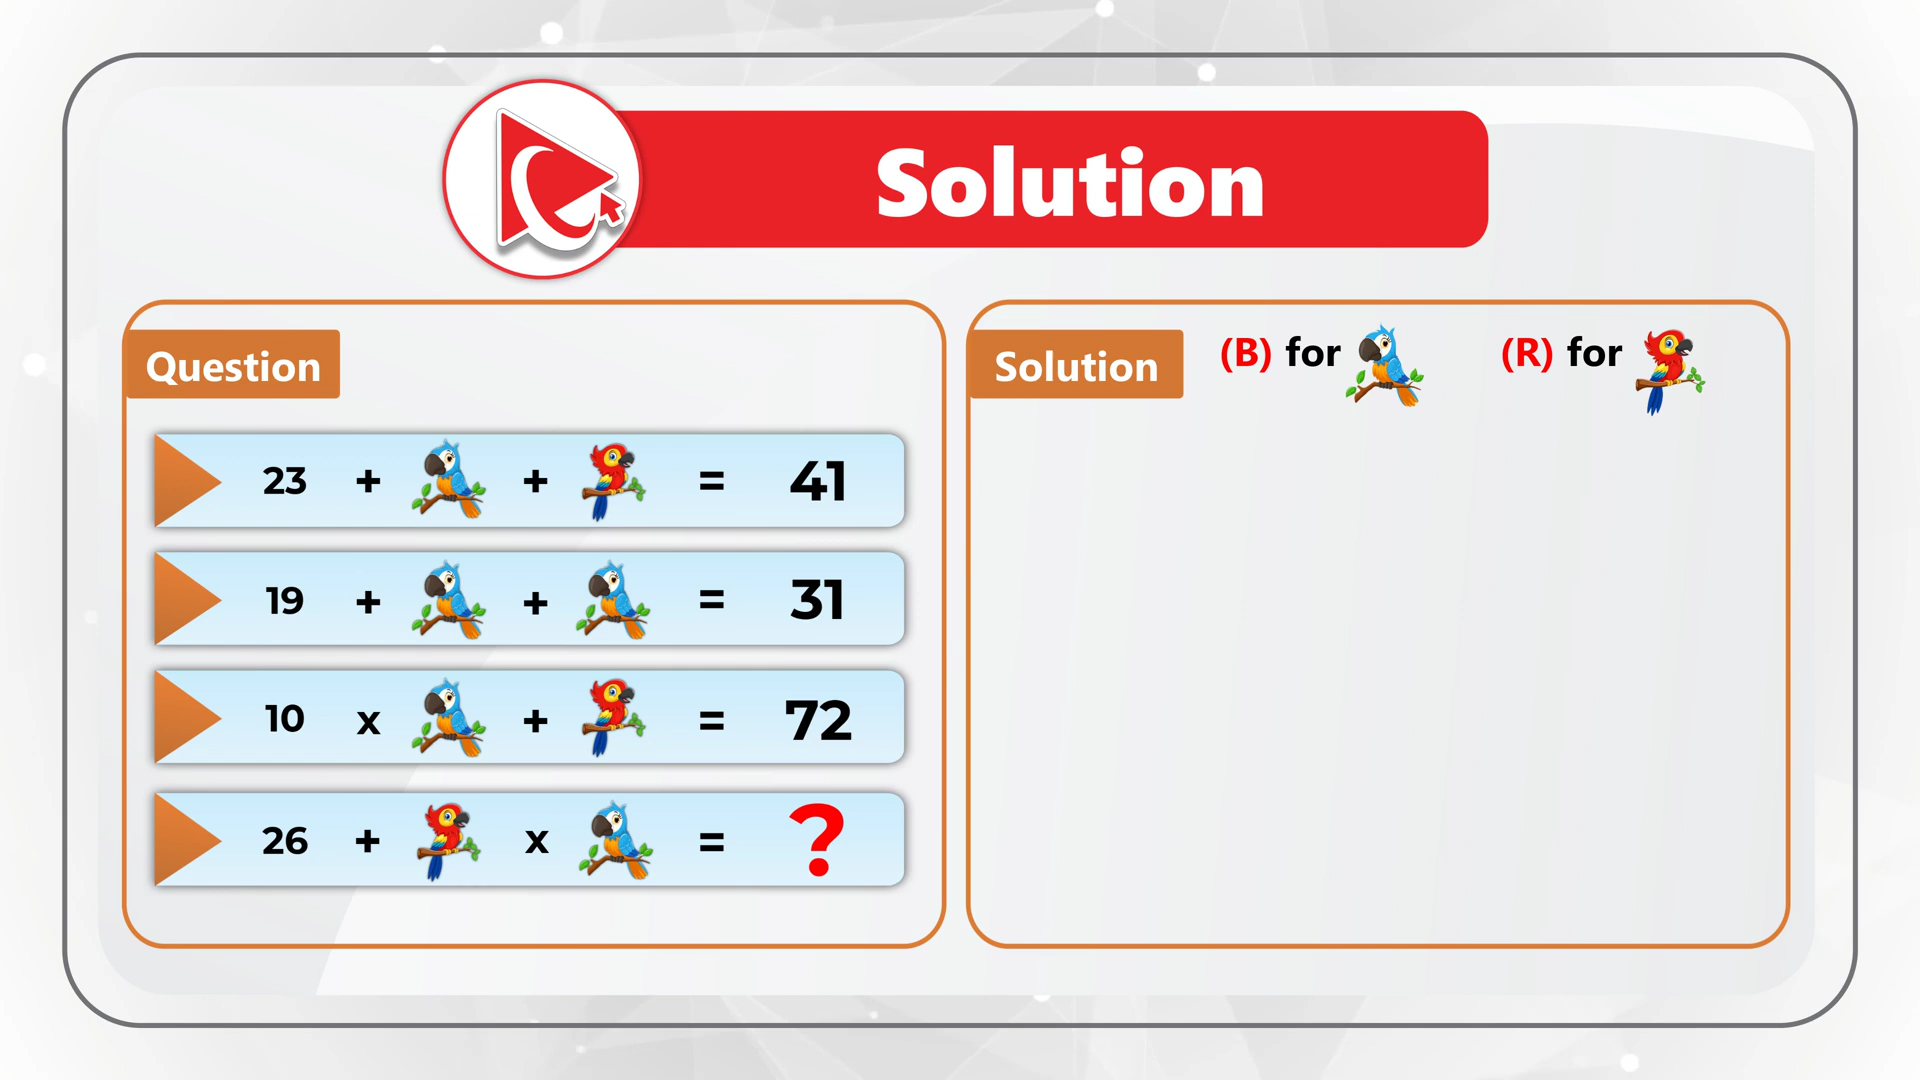 Solution
Question
23 + + = 41
19 + + = 31
10 x + = 72
26 + x = ?
Solution (B) for (R) for